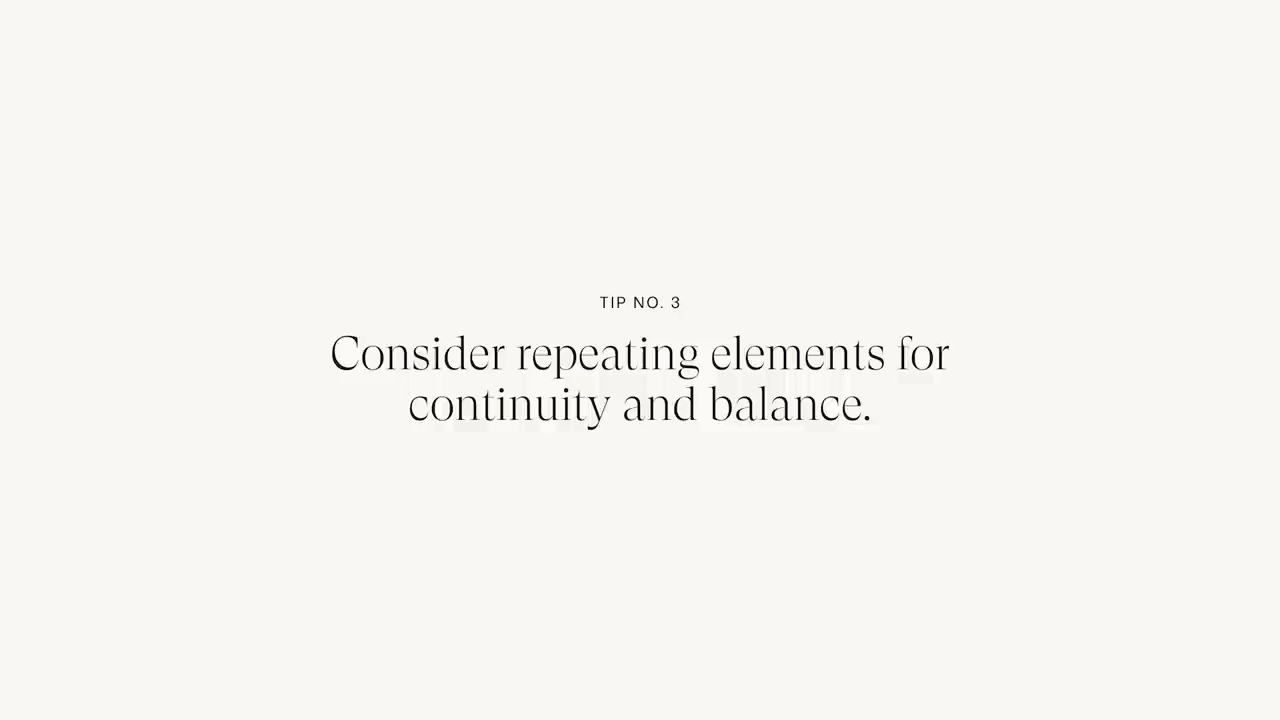 TIP NO. 3
Consider repeating elements for
continuity and balance.